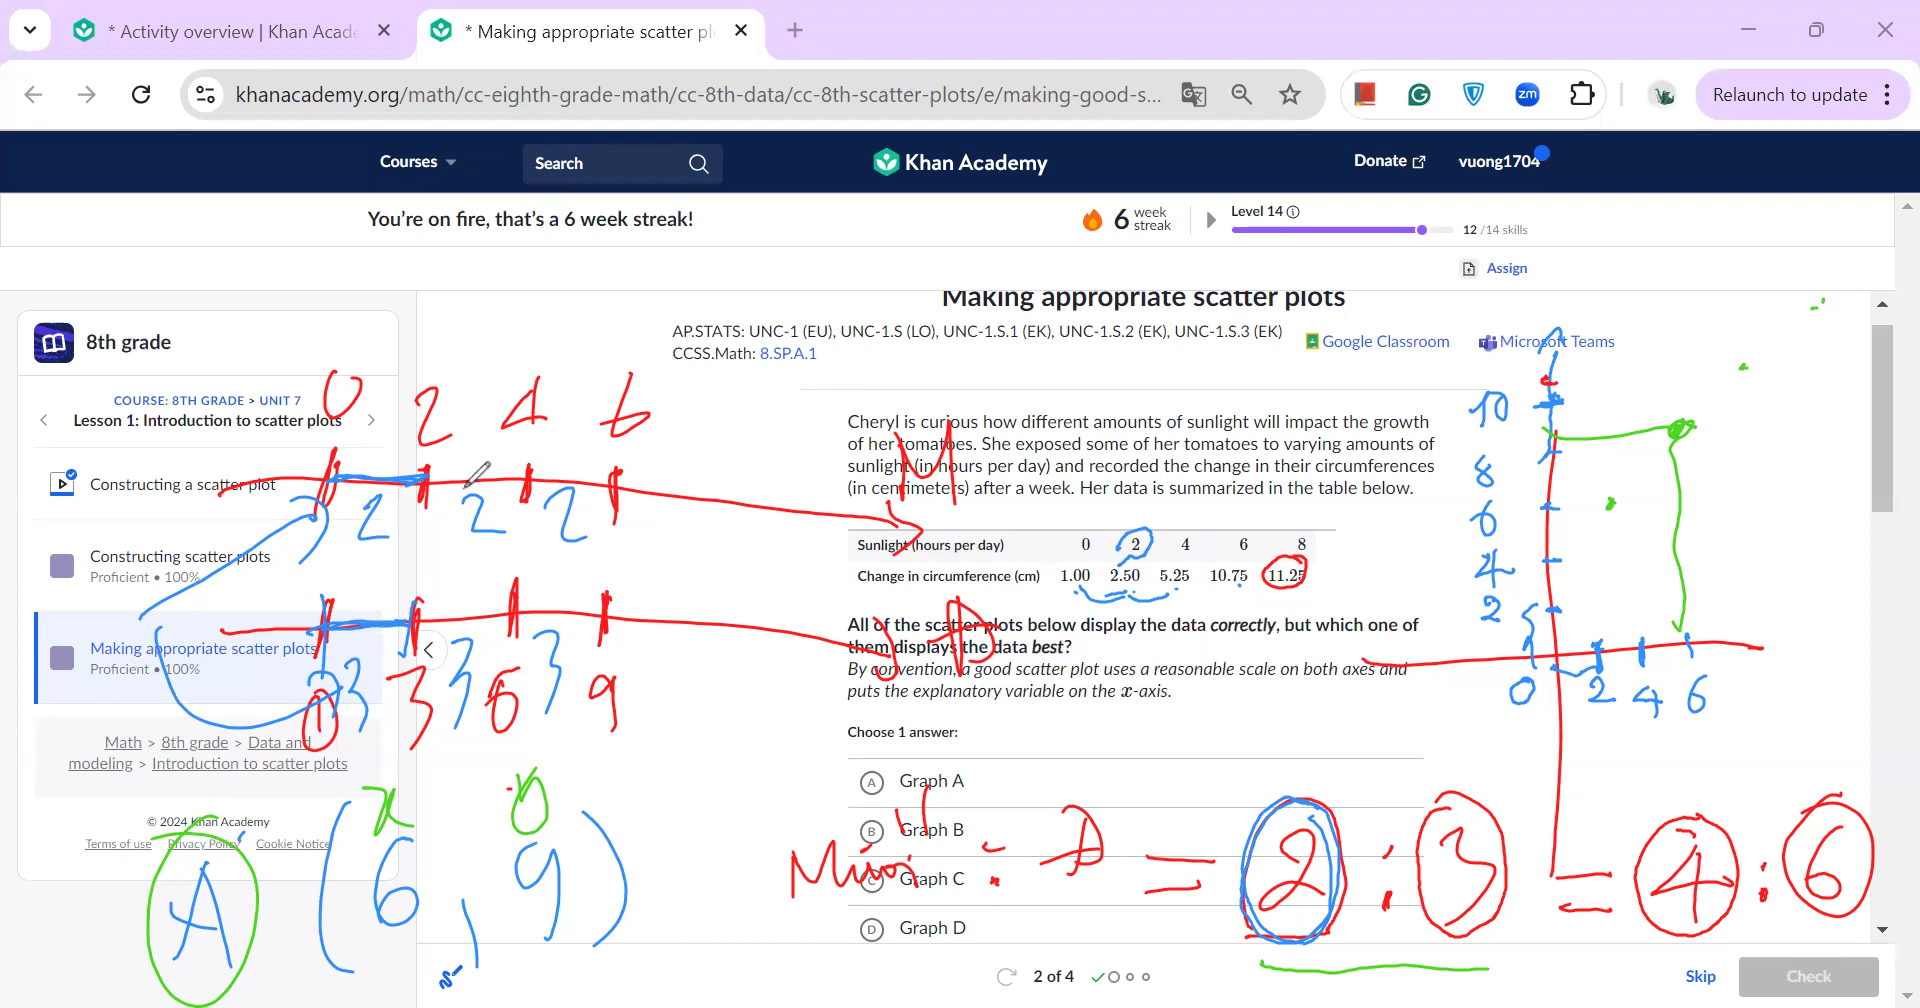 * Activity overview | Khan Acade
* Making appropriate scatter plo
khanacademy.org/math/cc-eighth-grade-math/cc-8th-data/cc-8th-scatter-plots/e/making-good-s...
zm
Relaunch to update
Courses
Search
Khan Academy
Donate
vuong1704
You're on fire, that's a 6 week streak!
6 week streak
Level 14
12 /14 skills
Assign
8th grade
COURSE: 8TH GRADE > UNIT 7
Lesson 1: Introduction to scatter plots
Constructing a scatter plot
Constructing scatter plots
Proficient • 100%
Making appropriate scatter plots
Proficient • 100%
Math > 8th grade > Data and
modeling > Introduction to scatter plots
© 2024 Khan Academy
Terms of use Privacy Policy Cookie Notice
Making appropriate scatter plots
AP.STATS: UNC-1 (EU), UNC-1.S (LO), UNC-1.S.1 (EK), UNC-1.S.2 (EK), UNC-1.S.3 (EK)
CCSS.Math: 8.SP.A.1
Google Classroom
Microsoft Teams
Cheryl is curious how different amounts of sunlight will impact the growth
of her tomatoes. She exposed some of her tomatoes to varying amounts of
sunlight (in hours per day) and recorded the change in their circumferences
(in centimeters) after a week. Her data is summarized in the table below.
Sunlight (hours per day) 0 2 4 6 8
Change in circumference (cm) 1.00 2.50 5.25 10.75 11.25
All of the scatter plots below display the data correctly, but which one of
them displays the data best?
By convention, a good scatter plot uses a reasonable scale on both axes and
puts the explanatory variable on the x-axis.
Choose 1 answer:
A Graph A
B Graph B
C Graph C
D Graph D
2 of 4
Skip
Check
0 2 4 6
2 2 2
M
3 3 3
0 3 6 9
Đ
A (6, 9)
: Đ = 2 : 3 = 4 : 6
10
8
6
4
2
0 2 4 6